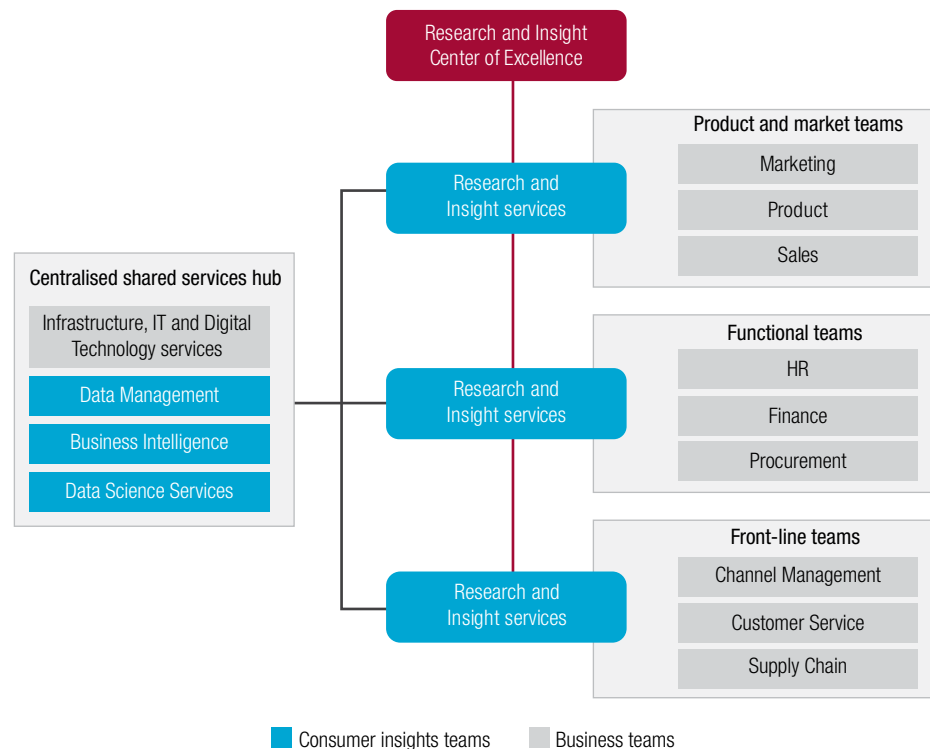 Research and Insight
Center of Excellence
Research and
Insight services
Product and market teams
Marketing
Product
Sales
Centralised shared services hub
Infrastructure, IT and Digital
Technology services
Data Management
Business Intelligence
Data Science Services
Research and
Insight services
Functional teams
HR
Finance
Procurement
Research and
Insight services
Front-line teams
Channel Management
Customer Service
Supply Chain
Consumer insights teams
Business teams